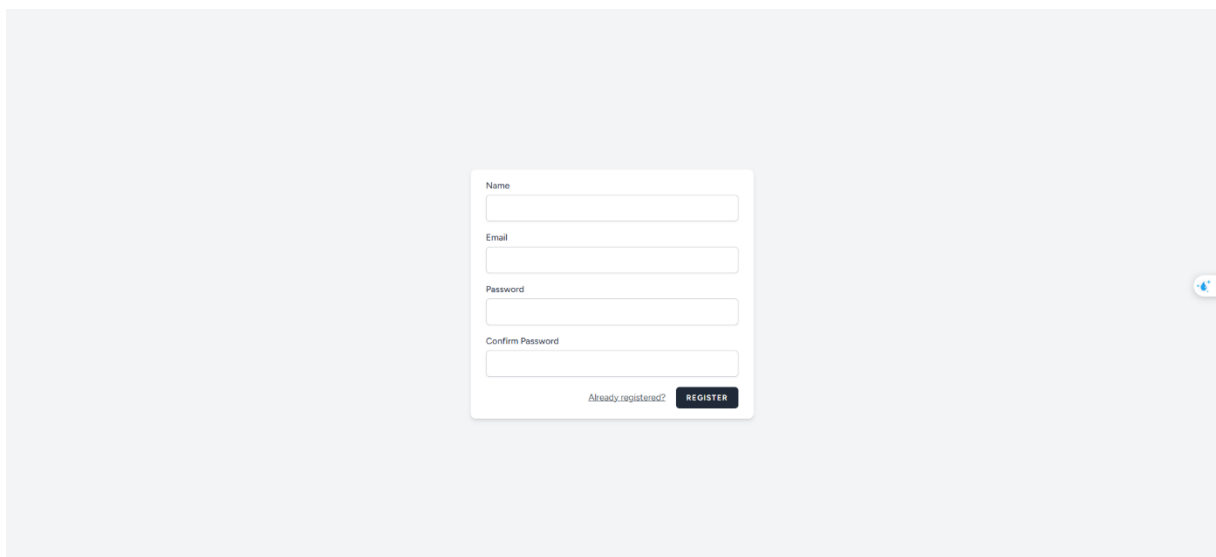 Name
Email
Password
Confirm Password
Already registered? REGISTER